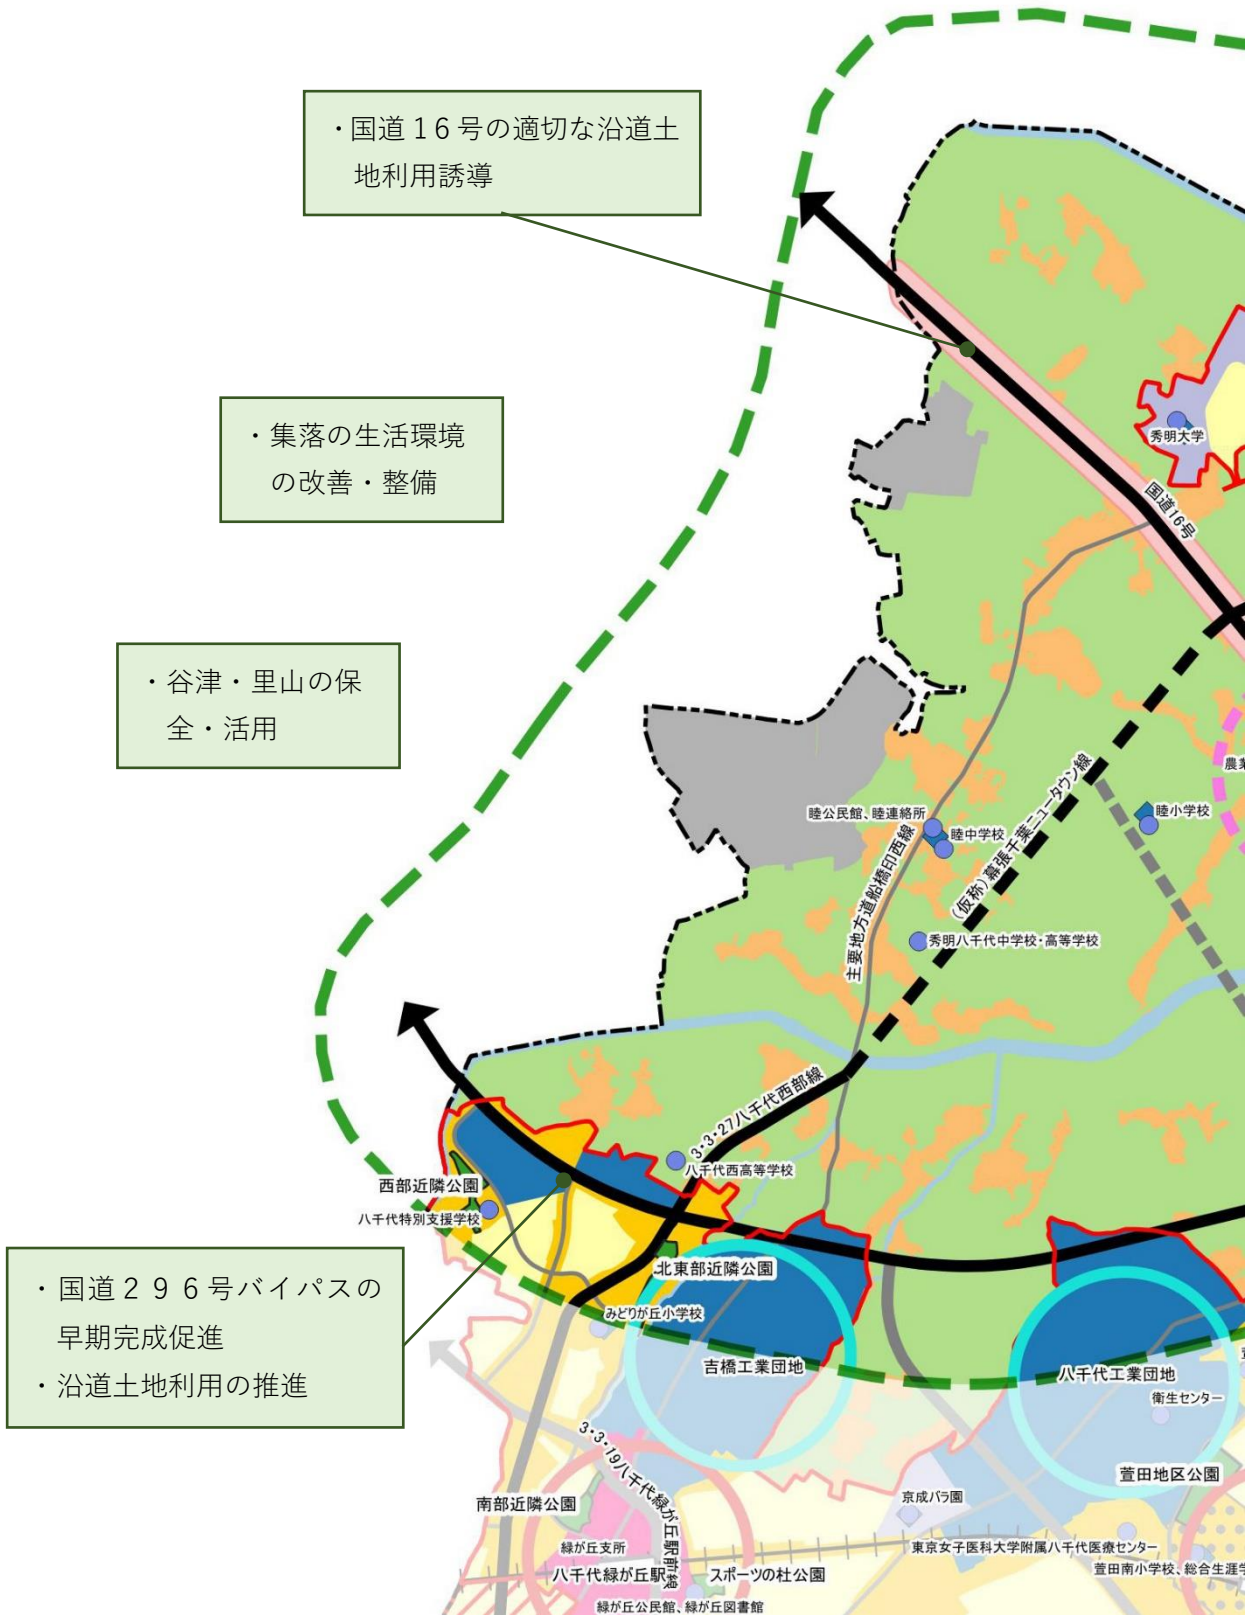 ・国道１６号の適切な沿道土
地利用誘導
・集落の生活環境
の改善・整備
・谷津・里山の保
全・活用
秀明大学
国道16号
農業
睦公民館、睦連絡所
睦中学校
睦小学校
主要地方道船橋印西線
(仮称)幕張千葉ニュータウン線
秀明八千代中学校・高等学校
3・3・27八千代西部線
八千代西高等学校
西部近隣公園
八千代特別支援学校
・国道２９６号バイパスの
早期完成促進
・沿道土地利用の推進
北東部近隣公園
みどりが丘小学校
吉橋工業団地
八千代工業団地
衛生センター
3・3・19八千代緑が丘駅前線
萱田地区公園
南部近隣公園
京成バラ園
緑が丘支所
東京女子医科大学附属八千代医療センター
八千代緑が丘駅
スポーツの杜公園
萱田南小学校、総合生涯学
緑が丘公民館、緑が丘図書館